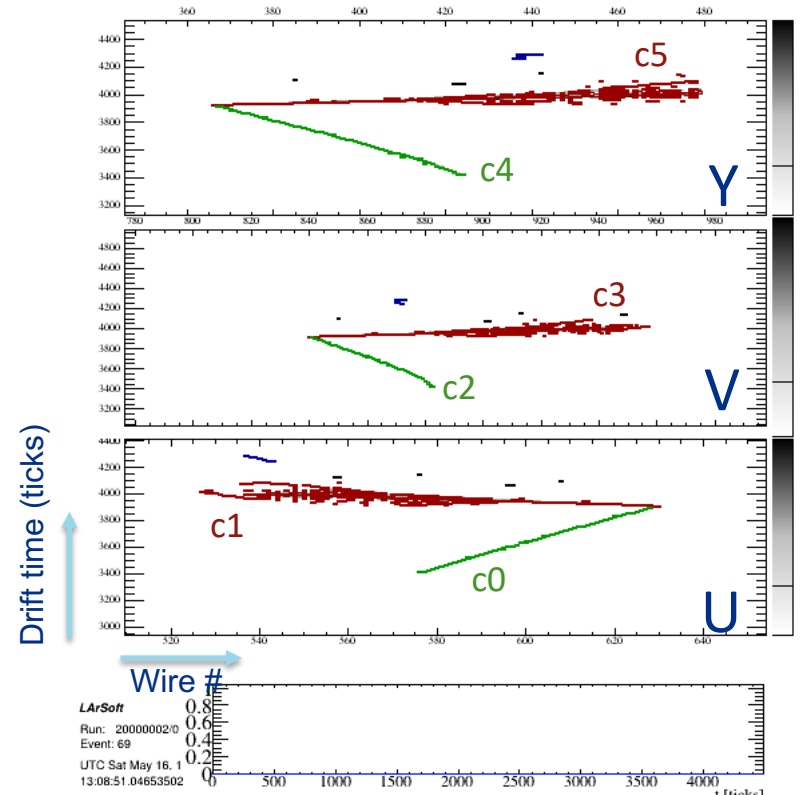 360 380 400 420 440 460 480
4400
4200
4000
3800
3600
3400
3200
c5
c4
Y
780 800 820 840 860 880 900 920 940 960 980
4800
4600
4400
4200
4000
3800
3600
3400
3200
c3
c2
V
4400
4200
4000
3800
3600
3400
3200
3000
c1
c0
U
520 540 560 580 600 620 640
Drift time (ticks)
Wire #
LArSoft
Run: 20000002/0
Event: 69
UTC Sat May 16, 1
13:08:51.04653502
0.8
0.6
0.4
0.2
0
0 500 1000 1500 2000 2500 3000 3500 4000
t [ticks]